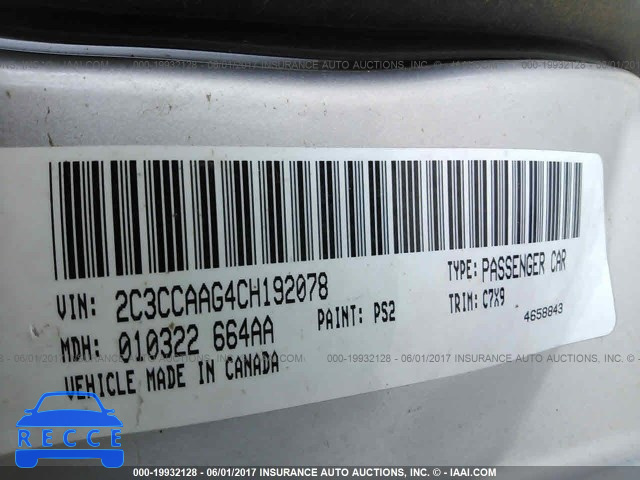 000-19932128 - 06/01/2017 INSURANCE AUTO AUCTIONS, INC. - © IAAI.COM
TYPE: PASSENGER CAR
VIN: 2C3CCAAG4CH192078
TRIM: C7X9
PAINT: PS2
4658843
MDH: 010322 664AA
VEHICLE MADE IN CANADA
000-19932128 - 06/01/2017 INSURANCE AUTO AUCTIONS, INC. - © IAAI.COM
RECCE
000-19932128 - 06/01/2017 INSURANCE AUTO AUCTIONS, INC. - © IAAI.COM